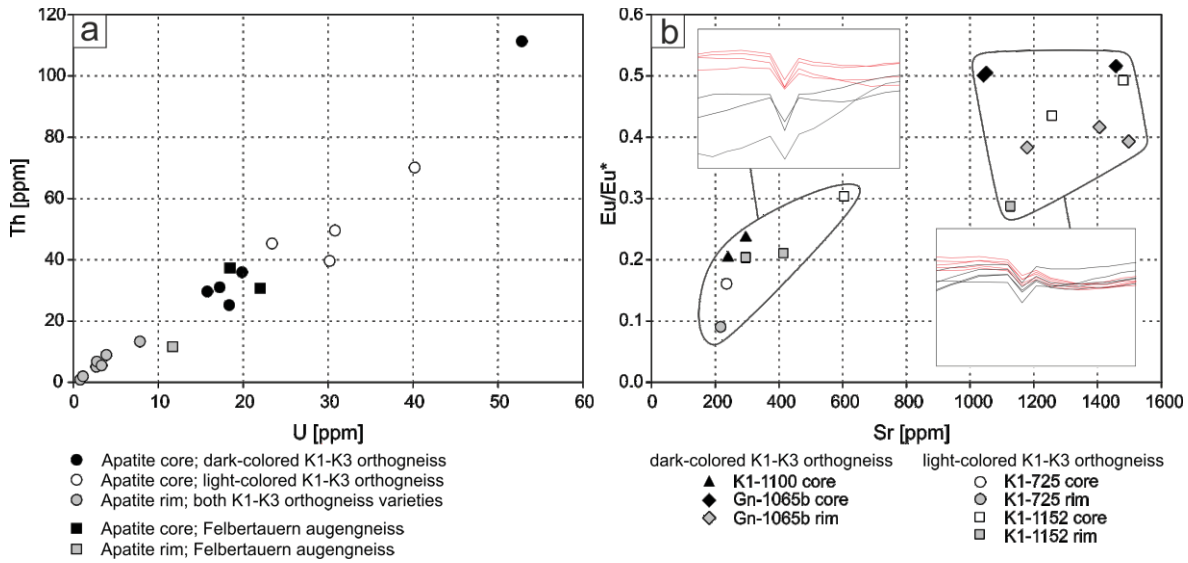 a
Th [ppm]
120
100
80
60
40
20
0
0 10 20 30 40 50 60
U [ppm]
Apatite core; dark-colored K1-K3 orthogneiss
Apatite core; light-colored K1-K3 orthogneiss
Apatite rim; both K1-K3 orthogneiss varieties
Apatite core; Felbertauern augengneiss
Apatite rim; Felbertauern augengneiss
b
Eu/Eu*
0.6
0.5
0.4
0.3
0.2
0.1
0.0
0 200 400 600 800 1000 1200 1400 1600
Sr [ppm]
dark-colored K1-K3 orthogneiss
K1-1100 core
Gn-1065b core
Gn-1065b rim
light-colored K1-K3 orthogneiss
K1-725 core
K1-725 rim
K1-1152 core
K1-1152 rim